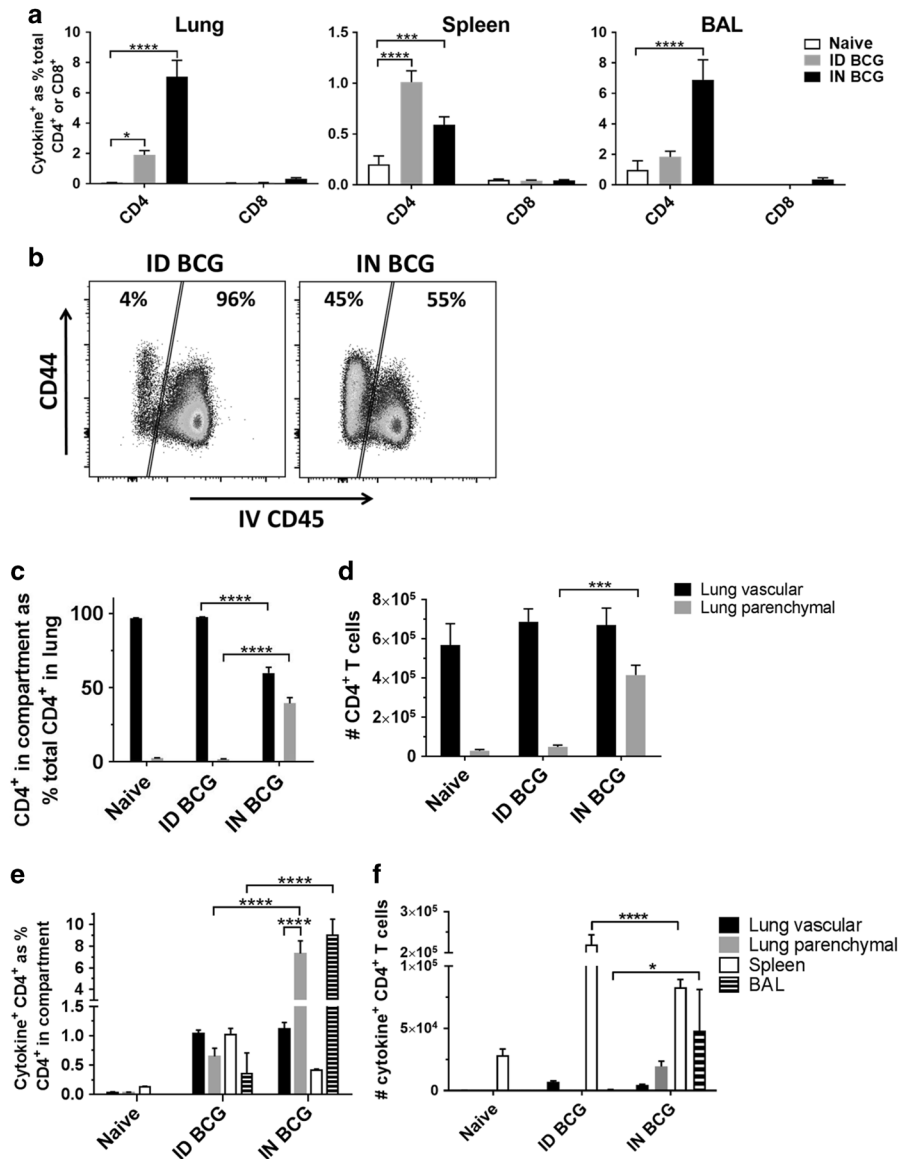 a
Lung
Spleen
BAL
Cytokine⁺ as % total
CD4⁺ or CD8⁺
10
8
6
4
2
0
****
*
CD4
CD8
1.5
1.0
0.5
0.0
***
****
CD4
CD8
10
8
6
4
2
0
****
CD4
CD8
Naive
ID BCG
IN BCG
b
ID BCG
IN BCG
4%
96%
45%
55%
CD44
IV CD45
c
CD4⁺ in compartment as
% total CD4⁺ in lung
100
50
0
****
****
Naive
ID BCG
IN BCG
d
# CD4⁺ T cells
8×10⁵
6×10⁵
4×10⁵
2×10⁵
0
***
Naive
ID BCG
IN BCG
Lung vascular
Lung parenchymal
e
Cytokine⁺ CD4⁺ as %
CD4⁺ in compartment
10
8
6
4
2
1.5
1.0
0.5
0.0
****
****
****
Naive
ID BCG
IN BCG
f
# cytokine⁺ CD4⁺ T cells
3×10⁵
2×10⁵
1×10⁵
5×10⁴
0
****
*
Naive
ID BCG
IN BCG
Lung vascular
Lung parenchymal
Spleen
BAL